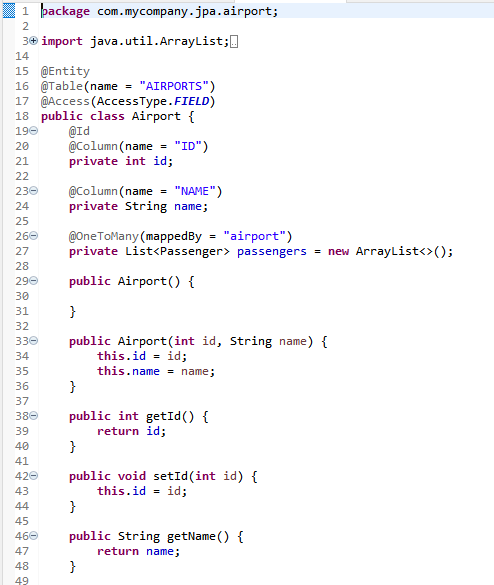 1 package com.mycompany.jpa.airport;
2
3 import java.util.ArrayList;
14
15 @Entity
16 @Table(name = "AIRPORTS")
17 @Access(AccessType.FIELD)
18 public class Airport {
19 @Id
20 @Column(name = "ID")
21 private int id;
22
23 @Column(name = "NAME")
24 private String name;
25
26 @OneToMany(mappedBy = "airport")
27 private List<Passenger> passengers = new ArrayList<>();
28
29 public Airport() {
30
31 }
32
33 public Airport(int id, String name) {
34 this.id = id;
35 this.name = name;
36 }
37
38 public int getId() {
39 return id;
40 }
41
42 public void setId(int id) {
43 this.id = id;
44 }
45
46 public String getName() {
47 return name;
48 }
49